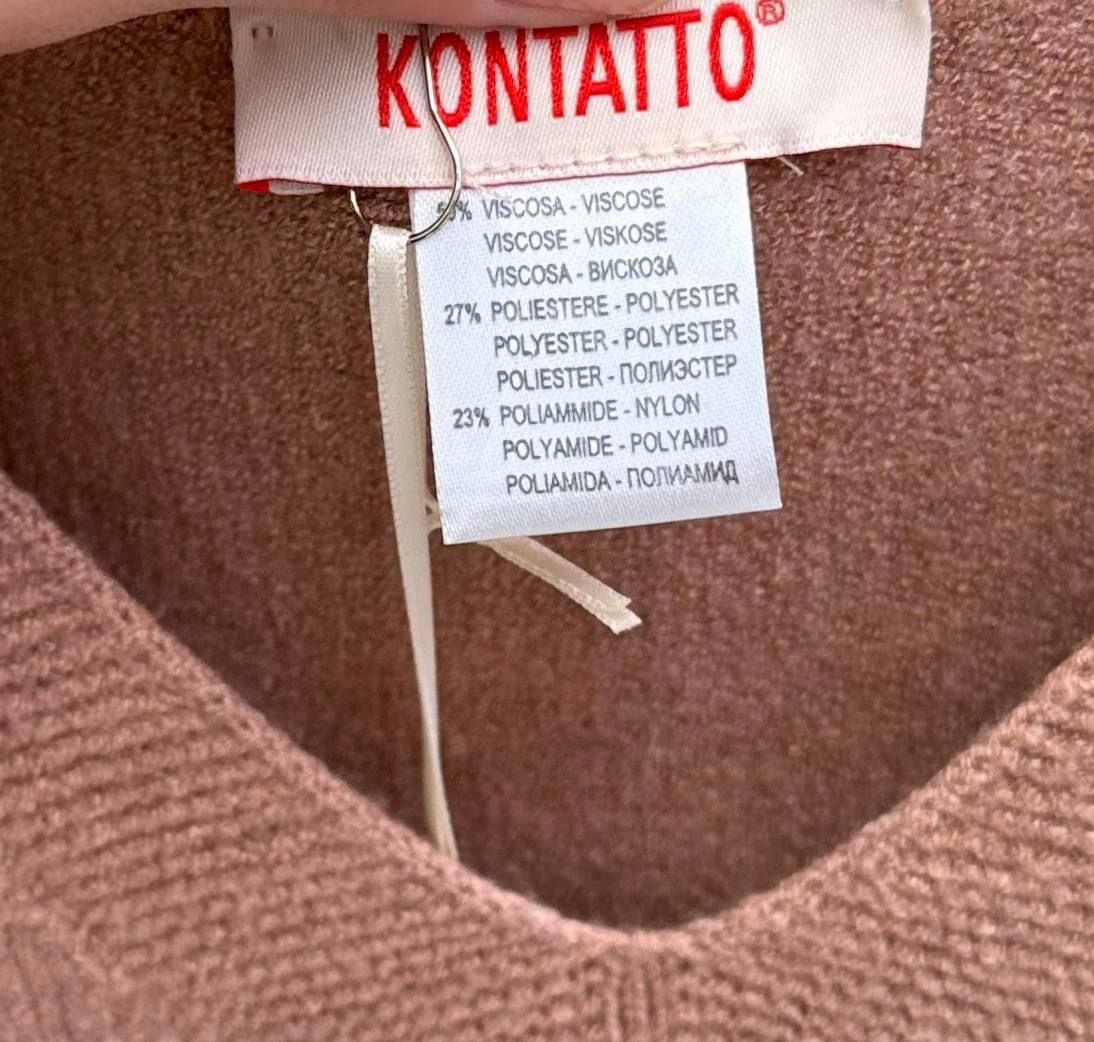 KONTATTO®
VISCOSA - VISCOSE
VISCOSE - VISKOSE
VISCOSA - ВИСКОЗА
27% POLIESTERE - POLYESTER
POLYESTER - POLYESTER
POLIESTER - ПОЛИЭСТЕР
23% POLIAMMIDE - NYLON
POLYAMIDE - POLYAMID
POLIAMIDA - ПОЛИАМИД